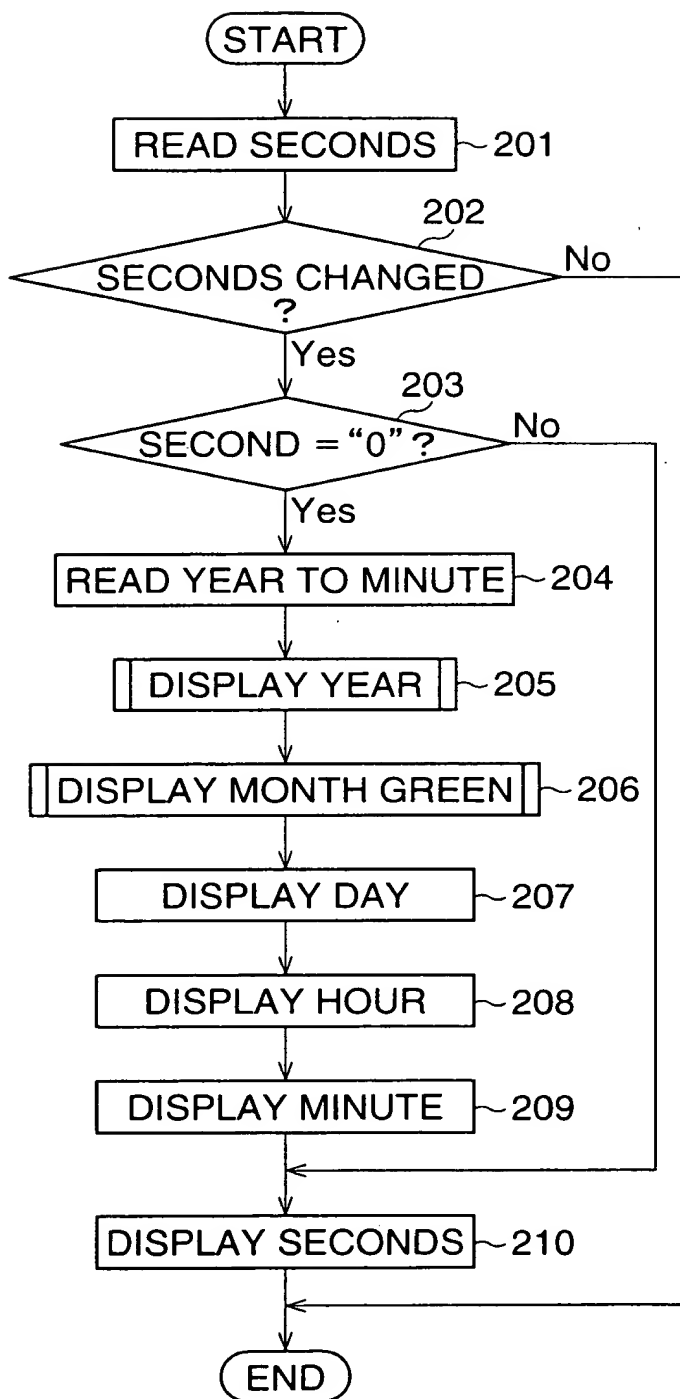 START
READ SECONDS 201
202
SECONDS CHANGED No
?
Yes
203
SECOND = “0” ? No
Yes
READ YEAR TO MINUTE 204
DISPLAY YEAR 205
DISPLAY MONTH GREEN 206
DISPLAY DAY 207
DISPLAY HOUR 208
DISPLAY MINUTE 209
DISPLAY SECONDS 210
END